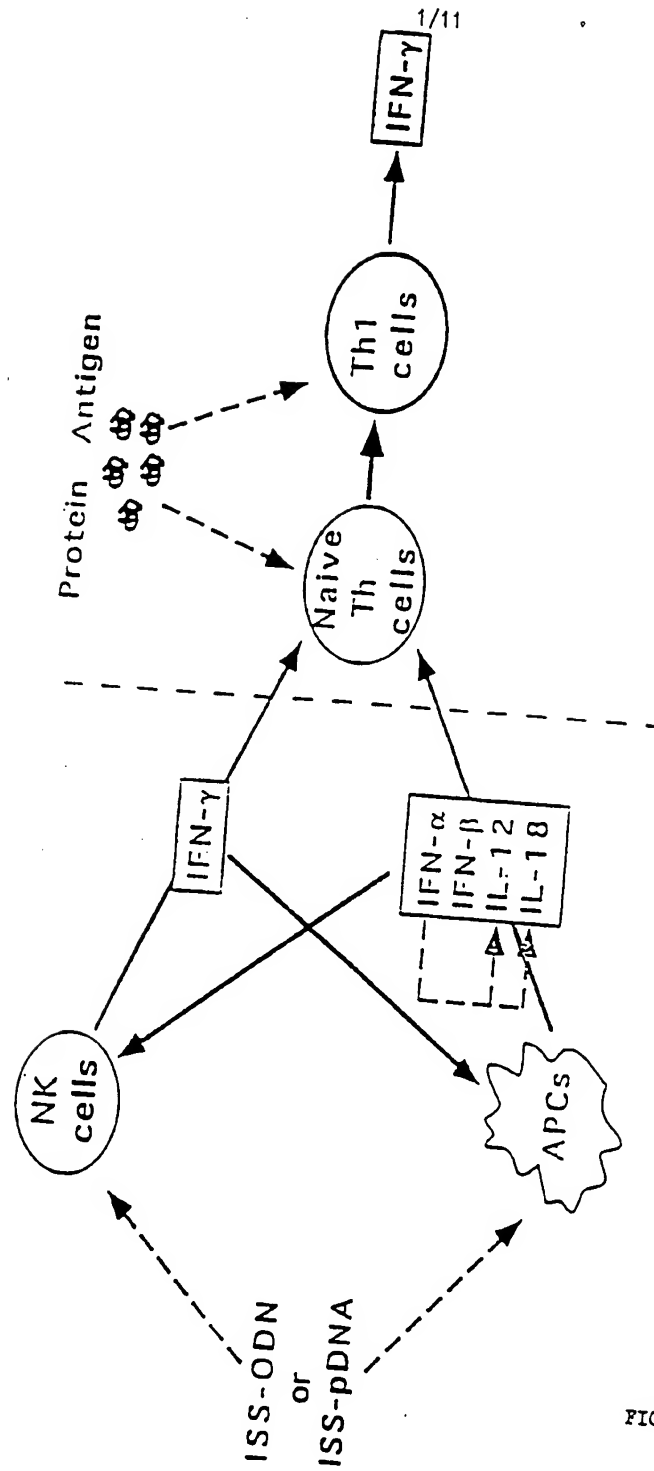 1/11
ISS-ODN
or
ISS-pDNA
NK
cells
APCs
IFN-γ
IFN-α
IFN-β
IL-12
IL-18
Protein Antigen
Naive
Th
cells
Th1
cells
IFN-γ